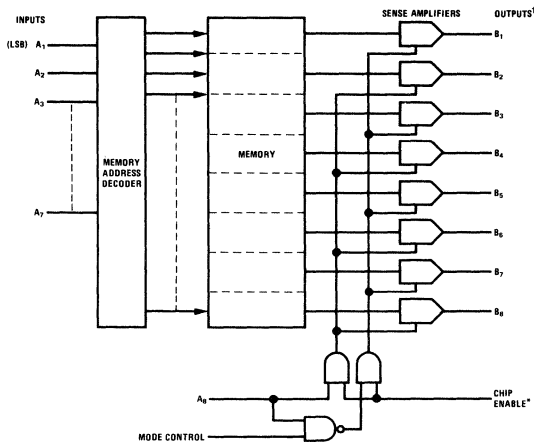 INPUTS
SENSE AMPLIFIERS
OUTPUTS†
(LSB) A₁
B₁
A₂
B₂
A₃
B₃
MEMORY ADDRESS DECODER
MEMORY
B₄
B₅
A₇
B₆
B₇
B₈
A₈
CHIP ENABLE*
MODE CONTROL